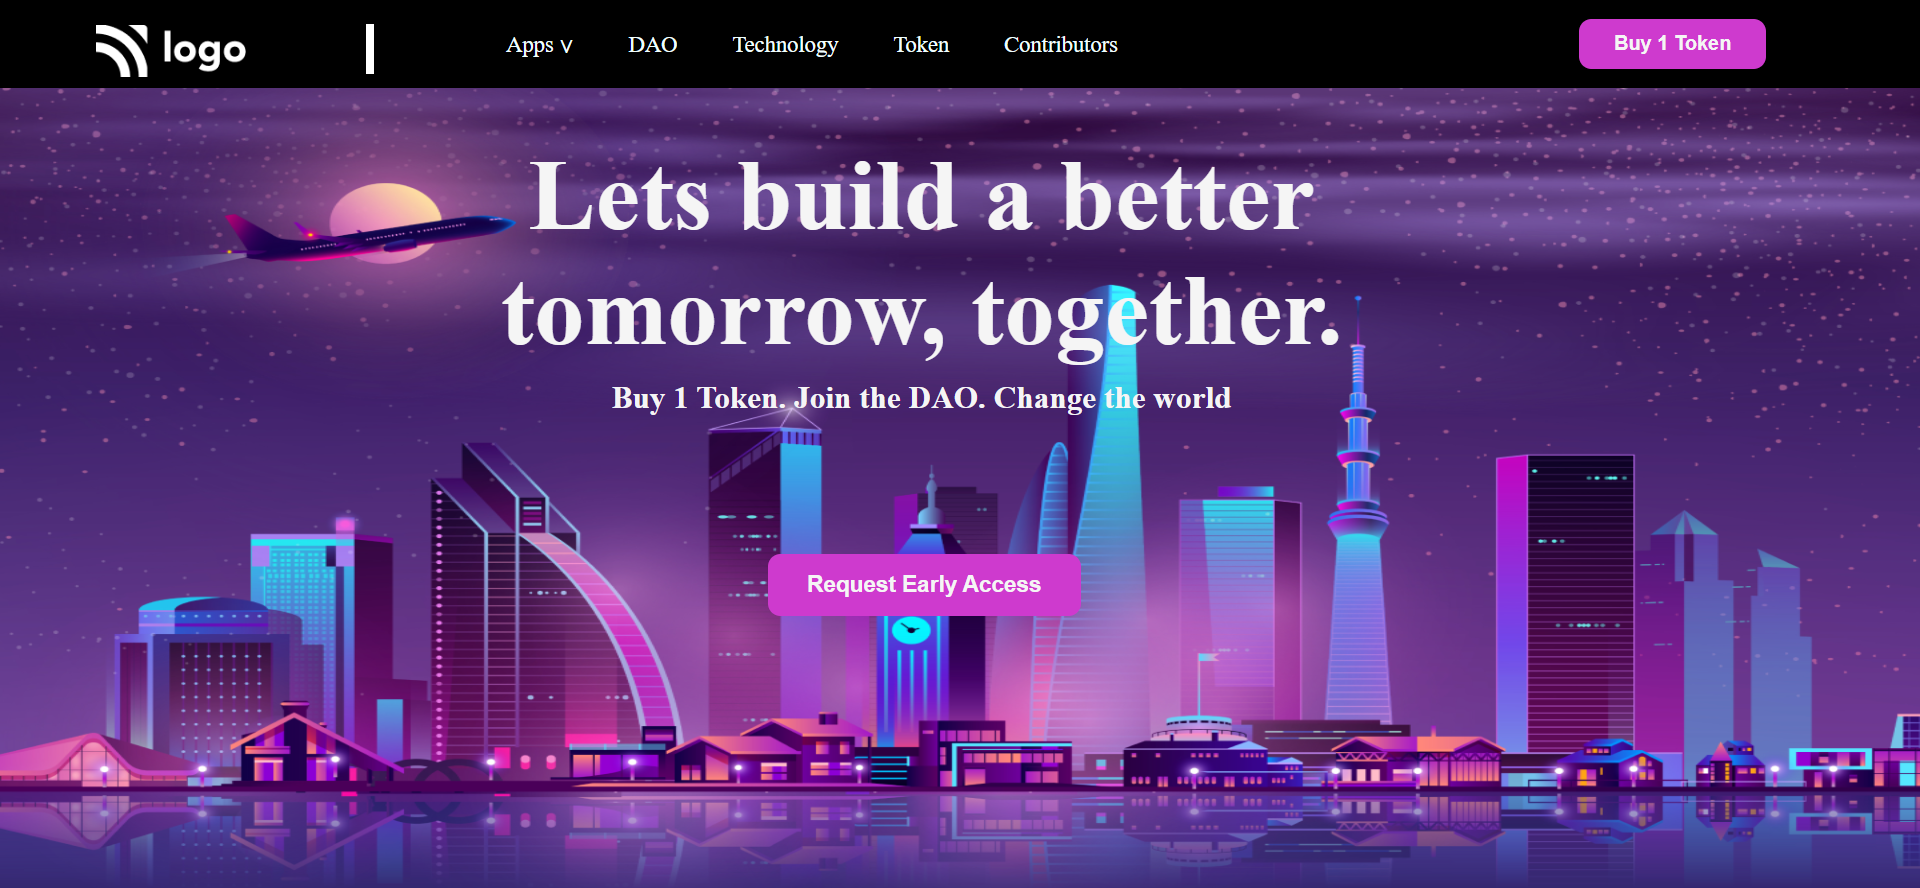 logo
Apps ˅ DAO Technology Token Contributors
Buy 1 Token
Lets build a better
tomorrow, together.
Buy 1 Token. Join the DAO. Change the world
Request Early Access